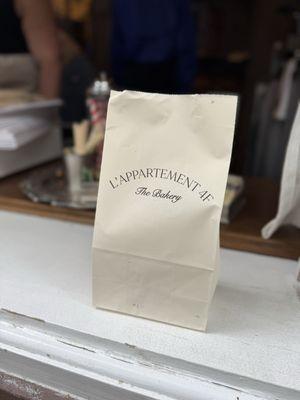 L'APPARTEMENT 4F
The Bakery